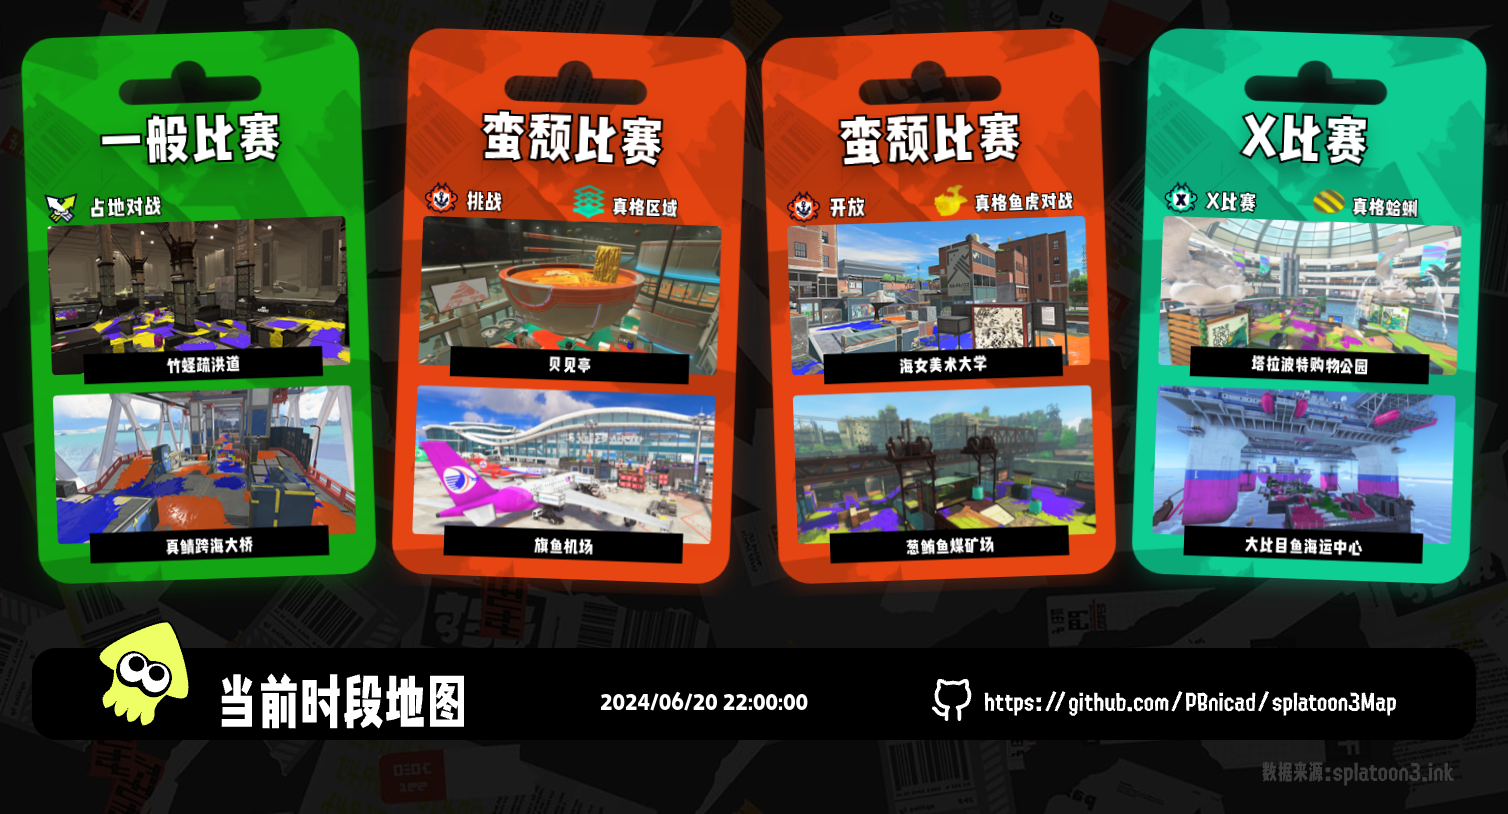 一般比赛
占地对战
竹蛏疏洪道
真鲭跨海大桥
蛮颓比赛
挑战
真格区域
贝贝亭
旗鱼机场
蛮颓比赛
开放
真格鱼虎对战
海女美术大学
葱鲔鱼煤矿场
X比赛
X比赛
真格蛤蜊
塔拉波特购物公园
大比目鱼海运中心
当前时段地图
2024/06/20 22:00:00
https://github.com/PBnicad/splatoon3Map
数据来源:splatoon3.ink